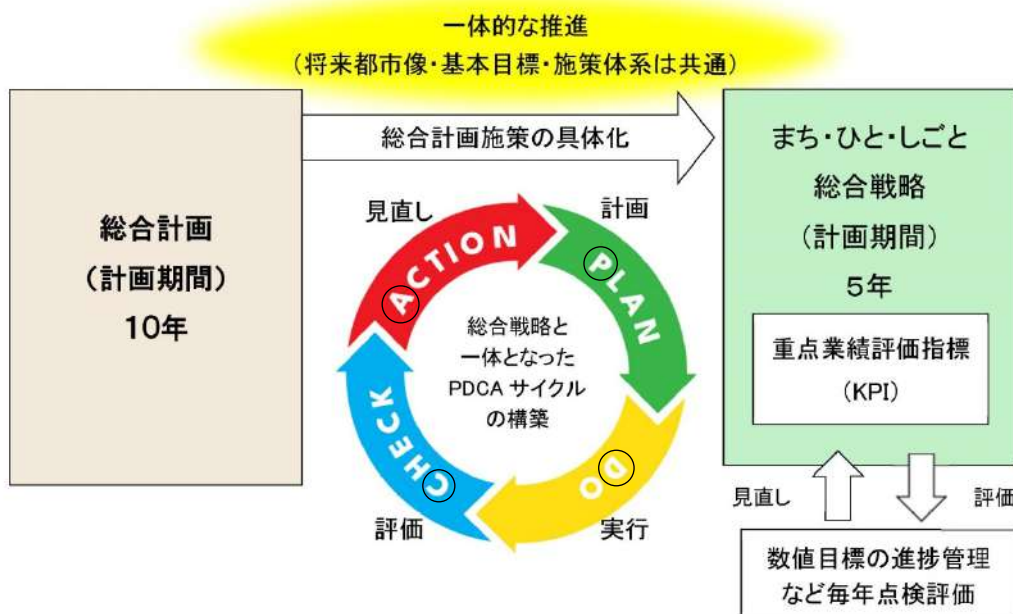 一体的な推進
（将来都市像・基本目標・施策体系は共通）
総合計画施策の具体化
総合計画
（計画期間）
10年
見直し
計画
ACTION
PLAN
総合戦略と
一体となった
PDCA サイクル
の構築
CHECK
DO
評価
実行
まち・ひと・しごと
総合戦略
（計画期間）
5年
重点業績評価指標
（KPI）
見直し
評価
数値目標の進捗管理
など毎年点検評価